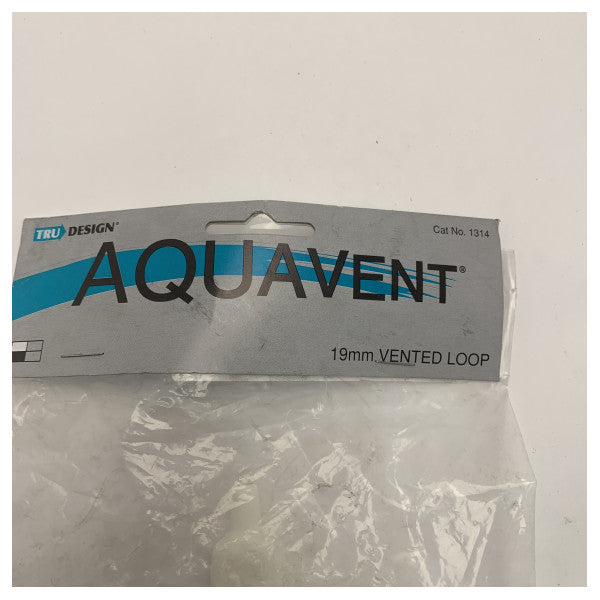 TRU DESIGN®
Cat No. 1314
AQUAVENT®
19mm VENTED LOOP